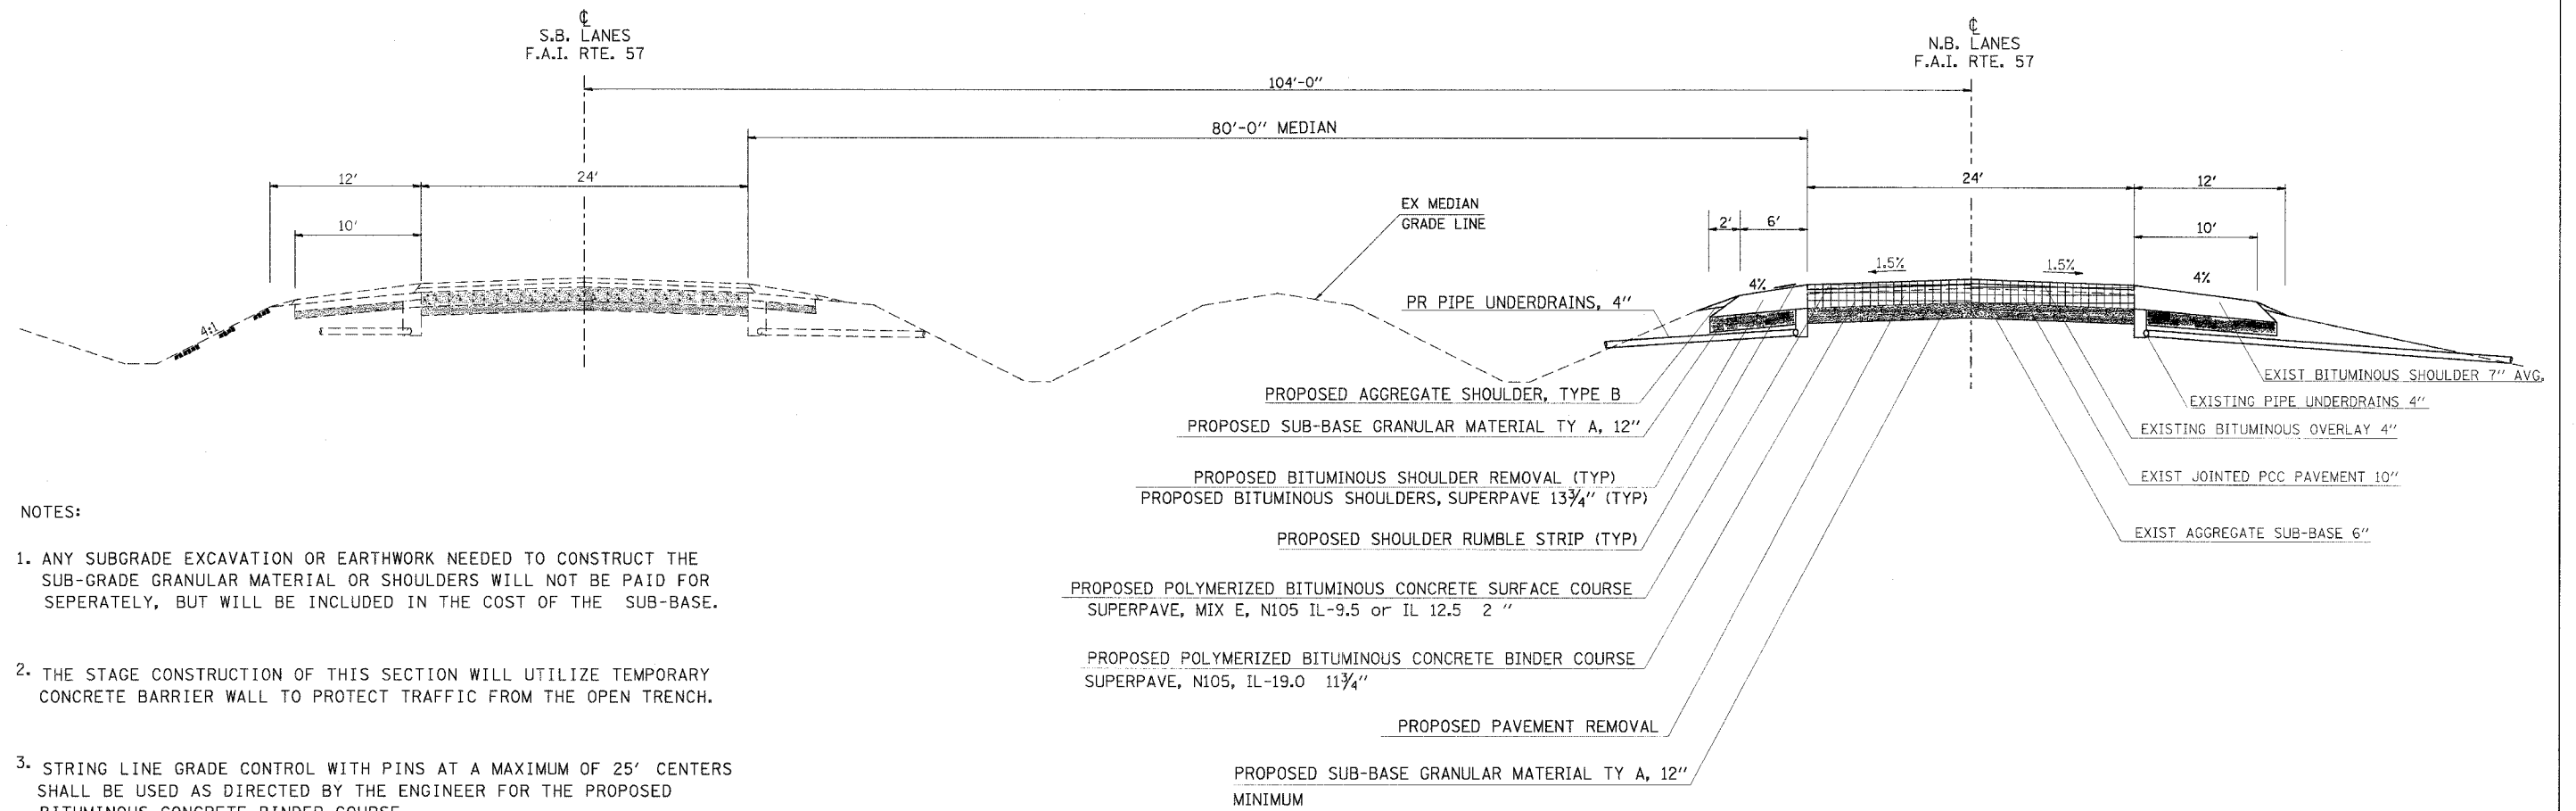 ℄
S.B. LANES
F.A.I. RTE. 57
℄
N.B. LANES
F.A.I. RTE. 57
104'-0"
80'-0" MEDIAN
12'
24'
24'
12'
10'
EX MEDIAN
GRADE LINE
2'
6'
10'
1.5%
1.5%
4%
4%
4:1
PR PIPE UNDERDRAINS, 4"
PROPOSED AGGREGATE SHOULDER, TYPE B
PROPOSED SUB-BASE GRANULAR MATERIAL TY A, 12"
PROPOSED BITUMINOUS SHOULDER REMOVAL (TYP)
PROPOSED BITUMINOUS SHOULDERS, SUPERPAVE 13¾" (TYP)
PROPOSED SHOULDER RUMBLE STRIP (TYP)
PROPOSED POLYMERIZED BITUMINOUS CONCRETE SURFACE COURSE
SUPERPAVE, MIX E, N105 IL-9.5 or IL 12.5 2 "
PROPOSED POLYMERIZED BITUMINOUS CONCRETE BINDER COURSE
SUPERPAVE, N105, IL-19.0 11¾"
PROPOSED PAVEMENT REMOVAL
PROPOSED SUB-BASE GRANULAR MATERIAL TY A, 12"
MINIMUM
EXIST BITUMINOUS SHOULDER 7" AVG.
EXISTING PIPE UNDERDRAINS 4"
EXISTING BITUMINOUS OVERLAY 4"
EXIST JOINTED PCC PAVEMENT 10"
EXIST AGGREGATE SUB-BASE 6"
NOTES:
1. ANY SUBGRADE EXCAVATION OR EARTHWORK NEEDED TO CONSTRUCT THE
SUB-GRADE GRANULAR MATERIAL OR SHOULDERS WILL NOT BE PAID FOR
SEPERATELY, BUT WILL BE INCLUDED IN THE COST OF THE SUB-BASE.
2. THE STAGE CONSTRUCTION OF THIS SECTION WILL UTILIZE TEMPORARY
CONCRETE BARRIER WALL TO PROTECT TRAFFIC FROM THE OPEN TRENCH.
3. STRING LINE GRADE CONTROL WITH PINS AT A MAXIMUM OF 25' CENTERS
SHALL BE USED AS DIRECTED BY THE ENGINEER FOR THE PROPOSED
BITUMINOUS CONCRETE BINDER COURSE